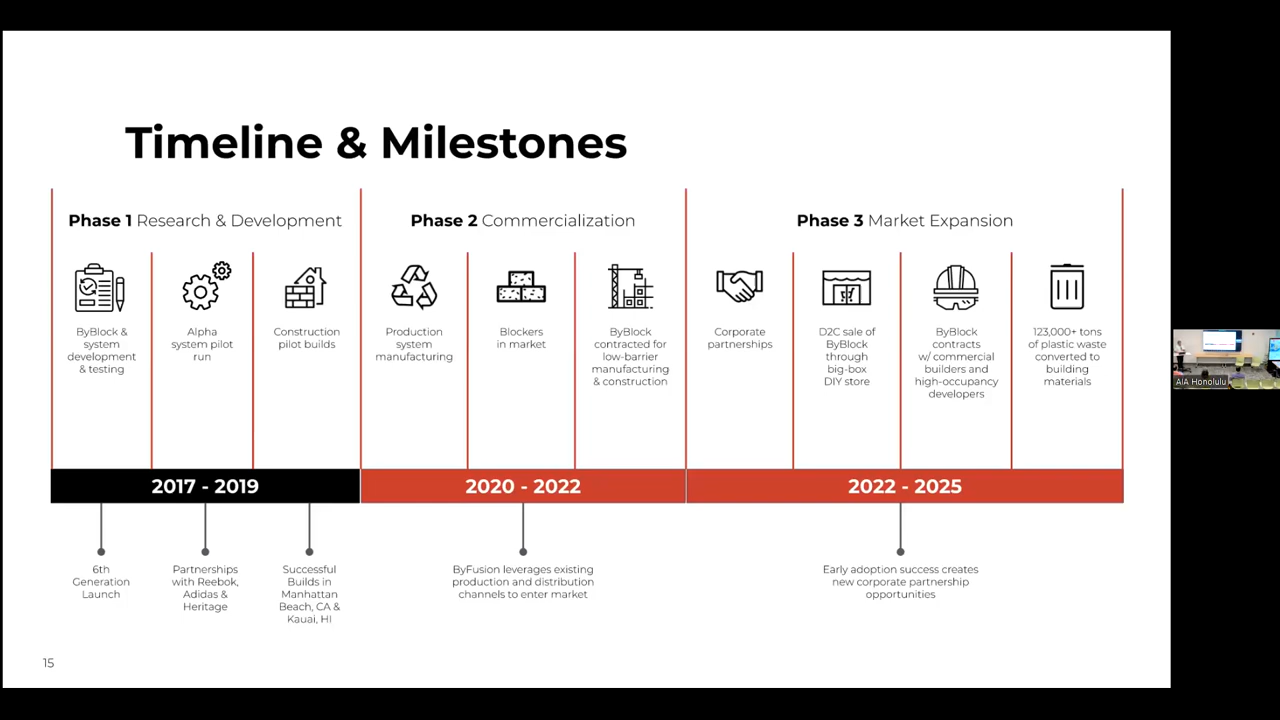 Timeline & Milestones
Phase 1 Research & Development
ByBlock &
system
development
& testing
Alpha
system pilot
run
Construction
pilot builds
Phase 2 Commercialization
Production
system
manufacturing
Blockers
in market
ByBlock
contracted for
low-barrier
manufacturing
& construction
Phase 3 Market Expansion
Corporate
partnerships
D2C sale of
ByBlock
through
big-box
DIY store
ByBlock
contracts
w/ commercial
builders and
high-occupancy
developers
123,000+ tons
of plastic waste
converted to
building
materials
2017 - 2019
2020 - 2022
2022 - 2025
6th
Generation
Launch
Partnerships
with Reebok,
Adidas &
Heritage
Successful
Builds in
Manhattan
Beach, CA &
Kauai, HI
ByFusion leverages existing
production and distribution
channels to enter market
Early adoption success creates
new corporate partnership
opportunities
15
AIA Honolulu